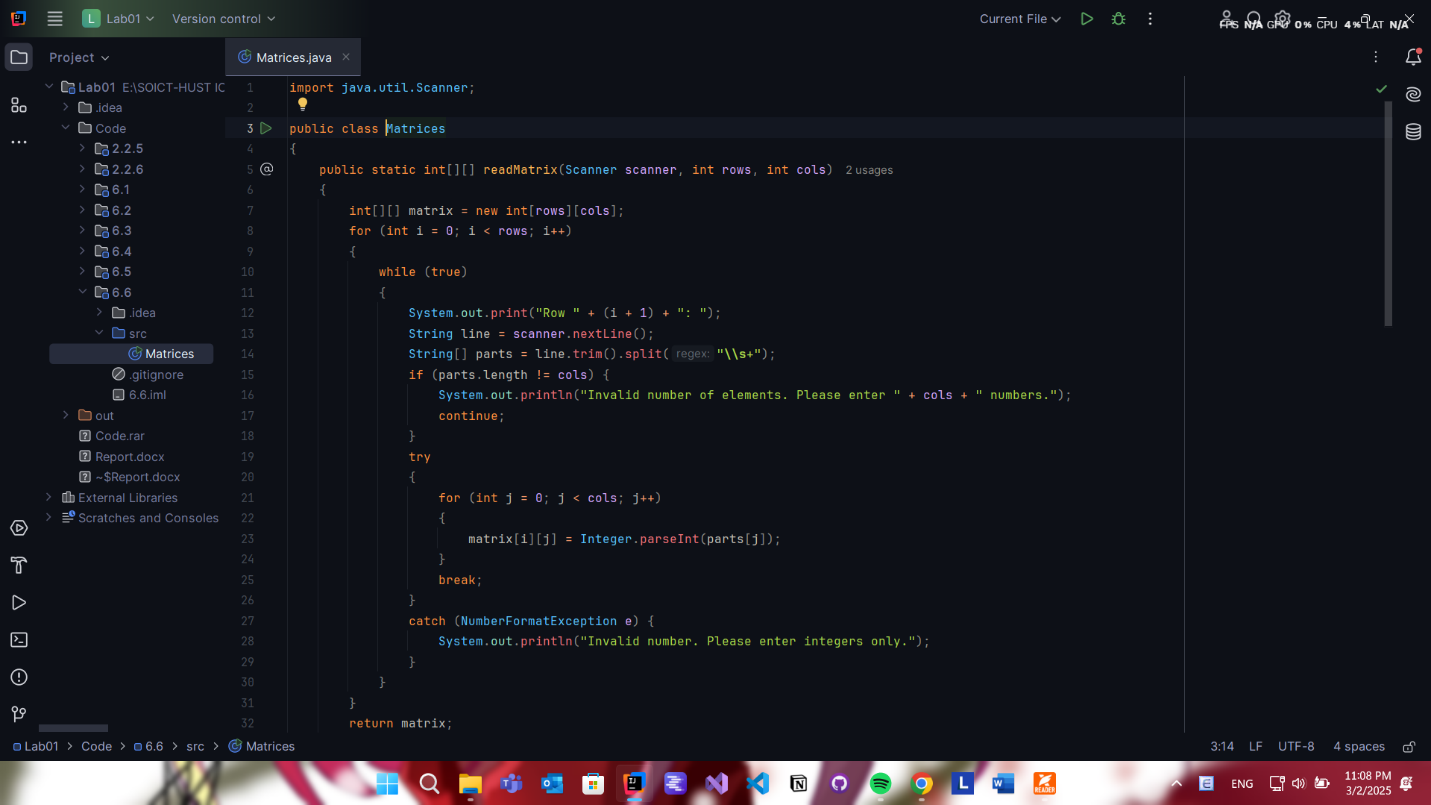 L Lab01 Version control Current File
FPS N/A GPU 0% CPU 4% LAT N/A
Project Matrices.java
Lab01 E:\SOICT-HUST IC
.idea
Code
2.2.5
2.2.6
6.1
6.2
6.3
6.4
6.5
6.6
.idea
src
Matrices
.gitignore
6.6.iml
out
Code.rar
Report.docx
~$Report.docx
External Libraries
Scratches and Consoles
1 import java.util.Scanner;
2
3 public class Matrices
4 {
5 public static int[][] readMatrix(Scanner scanner, int rows, int cols) 2 usages
6 {
7 int[][] matrix = new int[rows][cols];
8 for (int i = 0; i < rows; i++)
9 {
10 while (true)
11 {
12 System.out.print("Row " + (i + 1) + ": ");
13 String line = scanner.nextLine();
14 String[] parts = line.trim().split( regex: "\\s+");
15 if (parts.length != cols) {
16 System.out.println("Invalid number of elements. Please enter " + cols + " numbers.");
17 continue;
18 }
19 try
20 {
21 for (int j = 0; j < cols; j++)
22 {
23 matrix[i][j] = Integer.parseInt(parts[j]);
24 }
25 break;
26 }
27 catch (NumberFormatException e) {
28 System.out.println("Invalid number. Please enter integers only.");
29 }
30 }
31 }
32 return matrix;
Lab01 > Code > 6.6 > src > Matrices 3:14 LF UTF-8 4 spaces
ENG 11:08 PM
3/2/2025